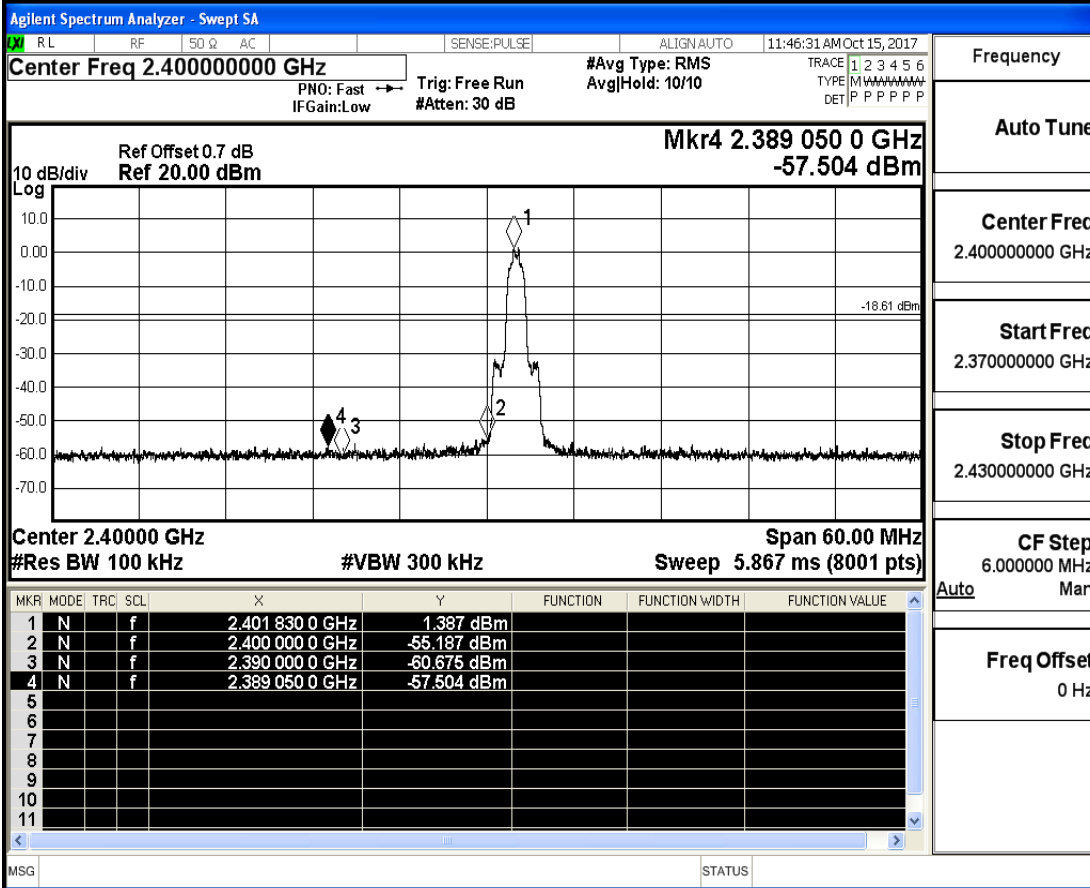 Agilent Spectrum Analyzer - Swept SA
LXI RL RF 50 Ω AC SENSE:PULSE ALIGN AUTO 11:46:31 AM Oct 15, 2017
Center Freq 2.400000000 GHz
PNO: Fast
IFGain:Low
Trig: Free Run
#Atten: 30 dB
#Avg Type: RMS
Avg|Hold: 10/10
TRACE 1 2 3 4 5 6
TYPE M
DET P P P P P P
Mkr4 2.389 050 0 GHz
-57.504 dBm
Ref Offset 0.7 dB
10 dB/div Ref 20.00 dBm
Log
10.0
0.00
-10.0
-20.0
-30.0
-40.0
-50.0
-60.0
-70.0
1
-18.61 dBm
2
4
3
Center 2.40000 GHz Span 60.00 MHz
#Res BW 100 kHz #VBW 300 kHz Sweep 5.867 ms (8001 pts)
MKR MODE TRC SCL X Y FUNCTION FUNCTION WIDTH FUNCTION VALUE
1 N f 2.401 830 0 GHz 1.387 dBm
2 N f 2.400 000 0 GHz -55.187 dBm
3 N f 2.390 000 0 GHz -60.675 dBm
4 N f 2.389 050 0 GHz -57.504 dBm
5
6
7
8
9
10
11
MSG STATUS
Frequency
Auto Tune
Center Freq
2.400000000 GHz
Start Freq
2.370000000 GHz
Stop Freq
2.430000000 GHz
CF Step
6.000000 MHz
Auto Man
Freq Offset
0 Hz